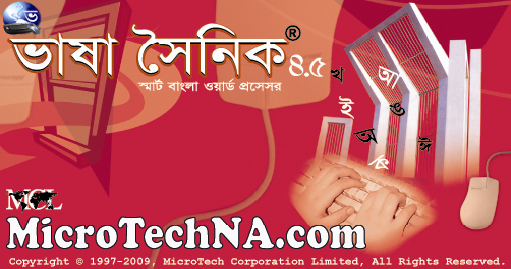 ভাষা সৈনিক® ৪.৫
স্মার্ট বাংলা ওয়ার্ড প্রসেসর
খ
আ
ই
ঙ
অ
ঈ
ক
MCL
MicroTechNA.com
Copyright © 1997-2009, MicroTech Corporation Limited, All Rights Reserved.